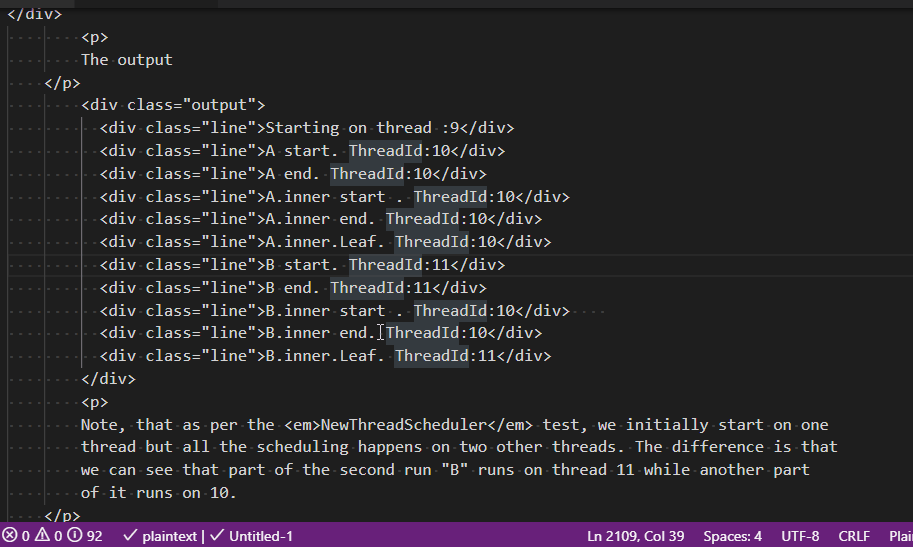 </div>
<p>
The output
</p>
<div class="output">
<div class="line">Starting on thread :9</div>
<div class="line">A start. ThreadId:10</div>
<div class="line">A end. ThreadId:10</div>
<div class="line">A.inner start . ThreadId:10</div>
<div class="line">A.inner end. ThreadId:10</div>
<div class="line">A.inner.Leaf. ThreadId:10</div>
<div class="line">B start. ThreadId:11</div>
<div class="line">B end. ThreadId:11</div>
<div class="line">B.inner start . ThreadId:10</div>
<div class="line">B.inner end. ThreadId:10</div>
<div class="line">B.inner.Leaf. ThreadId:11</div>
</div>
<p>
Note, that as per the <em>NewThreadScheduler</em> test, we initially start on one
thread but all the scheduling happens on two other threads. The difference is that
we can see that part of the second run "B" runs on thread 11 while another part
of it runs on 10.
</p>
0 0 92 plaintext | Untitled-1 Ln 2109, Col 39 Spaces: 4 UTF-8 CRLF Plai